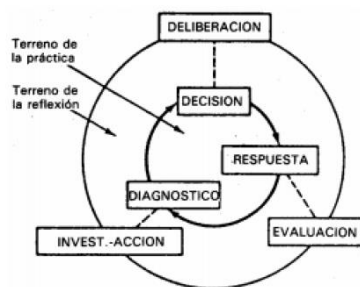 DELIBERACION
Terreno de
la práctica
Terreno de
la reflexión
DECISION
RESPUESTA
DIAGNOSTICO
INVEST.-ACCION
EVALUACION